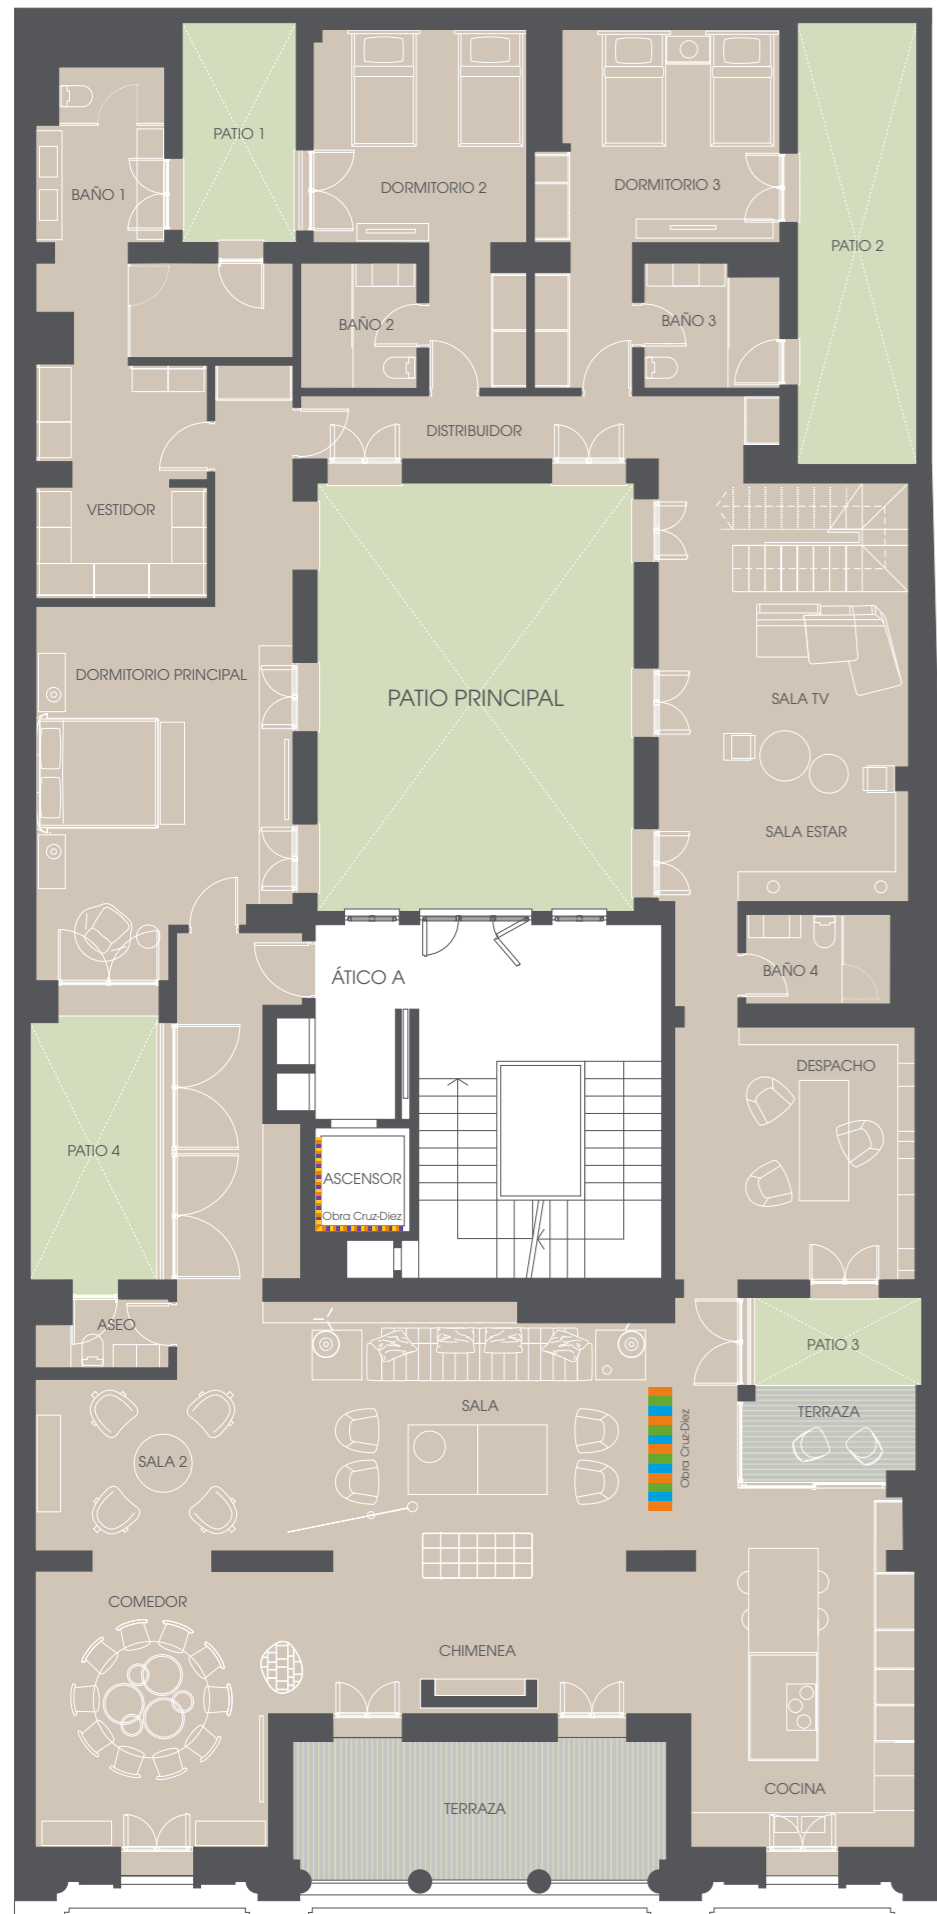 PATIO 1
DORMITORIO 2
DORMITORIO 3
BAÑO 1
PATIO 2
BAÑO 2
BAÑO 3
DISTRIBUIDOR
VESTIDOR
DORMITORIO PRINCIPAL
PATIO PRINCIPAL
SALA TV
SALA ESTAR
ÁTICO A
BAÑO 4
DESPACHO
PATIO 4
ASCENSOR
Obra Cruz-Diez
ASEO
PATIO 3
SALA
TERRAZA
Obra Cruz-Diez
SALA 2
COMEDOR
CHIMENEA
COCINA
TERRAZA